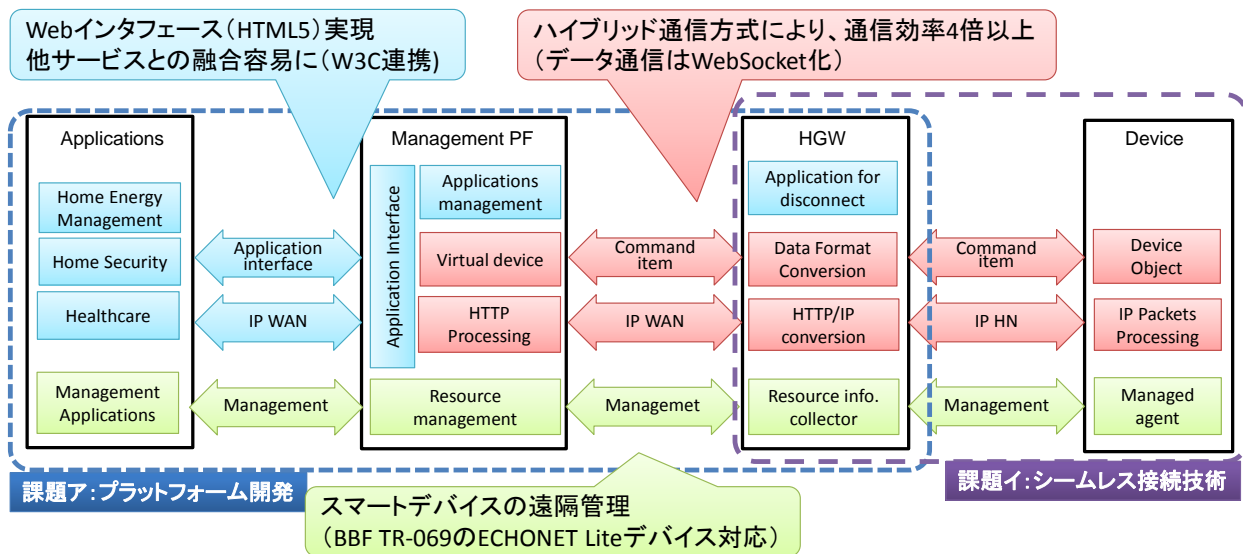 Webインタフェース（HTML5）実現
他サービスとの融合容易に（W3C連携)
ハイブリッド通信方式により、通信効率4倍以上
（データ通信はWebSocket化）
Applications
Home Energy
Management
Home Security
Healthcare
Management
Applications
Application
interface
IP WAN
Management
Management PF
Application Interface
Applications
management
Virtual device
HTTP
Processing
Resource
management
Command
item
IP WAN
Managemet
HGW
Application for
disconnect
Data Format
Conversion
HTTP/IP
conversion
Resource info.
collector
Command
item
IP HN
Management
Device
Device
Object
IP Packets
Processing
Managed
agent
課題ア：プラットフォーム開発
課題イ：シームレス接続技術
スマートデバイスの遠隔管理
（BBF TR-069のECHONET Liteデバイス対応）